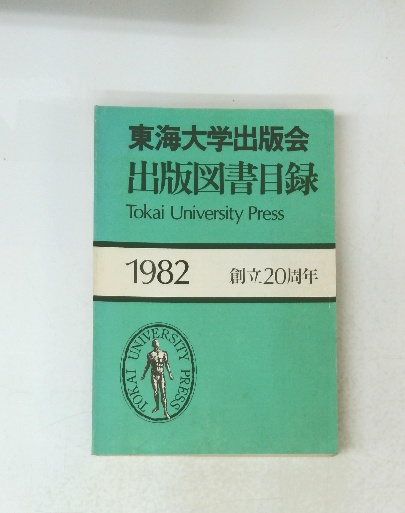 東海大学出版会
出版図書目録
Tokai University Press
1982 創立20周年
TOKAI UNIVERSITY PRESS